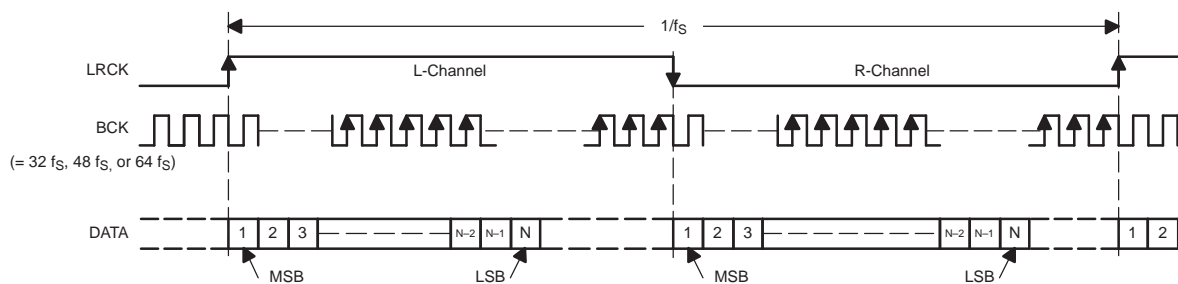 1/fS
LRCK
L-Channel
R-Channel
BCK
(= 32 fS, 48 fS, or 64 fS)
DATA
1 2 3 N–2 N–1 N 1 2 3 N–2 N–1 N 1 2
MSB LSB MSB LSB